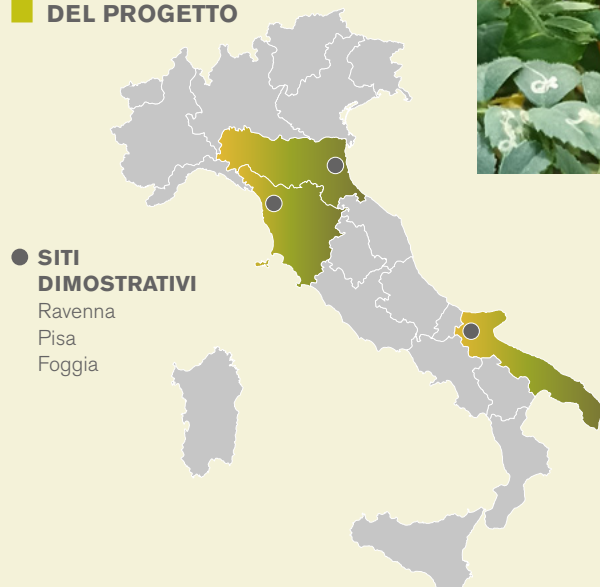 DEL PROGETTO
SITI
DIMOSTRATIVI
Ravenna
Pisa
Foggia